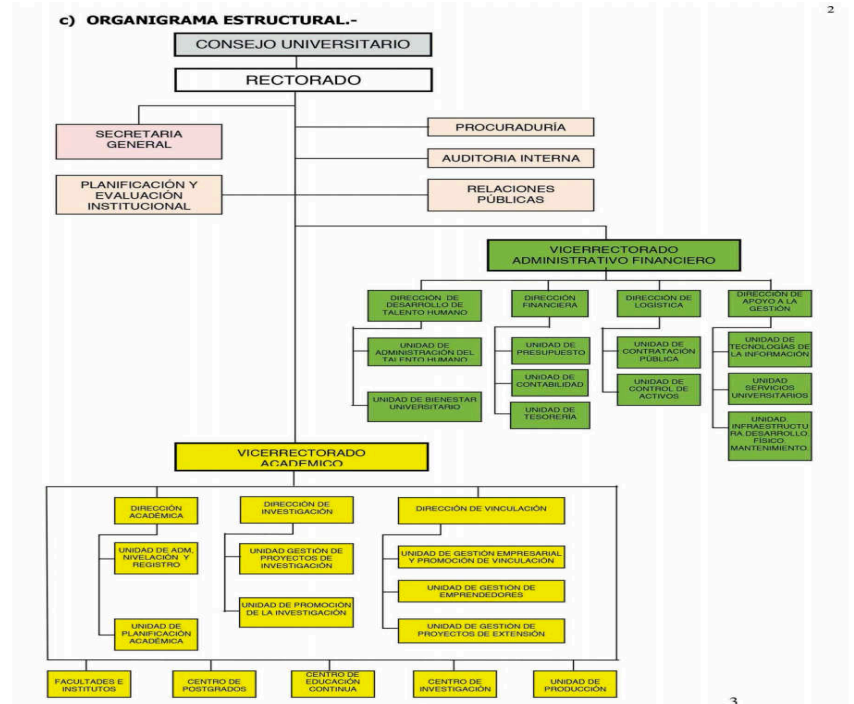 2
c) ORGANIGRAMA ESTRUCTURAL.-
CONSEJO UNIVERSITARIO
RECTORADO
SECRETARIA
GENERAL
PROCURADURÍA
AUDITORIA INTERNA
PLANIFICACIÓN Y
EVALUACIÓN
INSTITUCIONAL
RELACIONES
PÚBLICAS
VICERRECTORADO
ADMINISTRATIVO FINANCIERO
DIRECCIÓN DE
DESARROLLO DE
TALENTO HUMANO
DIRECCIÓN
FINANCIERA
DIRECCIÓN DE
LOGÍSTICA
DIRECCIÓN DE
APOYO A LA
GESTIÓN
UNIDAD DE
ADMINISTRACIÓN DEL
TALENTO HUMANO
UNIDAD DE BIENESTAR
UNIVERSITARIO
UNIDAD DE
PRESUPUESTO
UNIDAD DE
CONTABILIDAD
UNIDAD DE
TESORERÍA
UNIDAD DE
CONTRATACIÓN
PÚBLICA
UNIDAD DE
CONTROL DE
ACTIVOS
UNIDAD DE
TECNOLOGÍAS DE
LA INFORMACIÓN
UNIDAD
SERVICIOS
UNIVERSITARIOS
UNIDAD
INFRAESTRUCTU
RA,DESARROLLO
FÍSICO,
MANTENIMIENTO.
VICERRECTORADO
ACADEMICO
DIRECCIÓN
ACADÉMICA
DIRECCIÓN DE
INVESTIGACIÓN
DIRECCIÓN DE VINCULACIÓN
UNIDAD DE ADM,
NIVELACIÓN Y
REGISTRO
UNIDAD DE
PLANIFICACIÓN
ACADÉMICA
UNIDAD GESTIÓN DE
PROYECTOS DE
INVESTIGACIÓN
UNIDAD DE PROMOCIÓN
DE LA INVESTIGACIÓN
UNIDAD DE GESTIÓN EMPRESARIAL
Y PROMOCIÓN DE VINCULACIÓN
UNIDAD DE GESTIÓN DE
EMPRENDEDORES
UNIDAD DE GESTIÓN DE
PROYECTOS DE EXTENSIÓN
FACULTADES E
INSTITUTOS
CENTRO DE
POSTGRADOS
CENTRO DE
EDUCACIÓN
CONTINUA
CENTRO DE
INVESTIGACIÓN
UNIDAD DE
PRODUCCIÓN
3